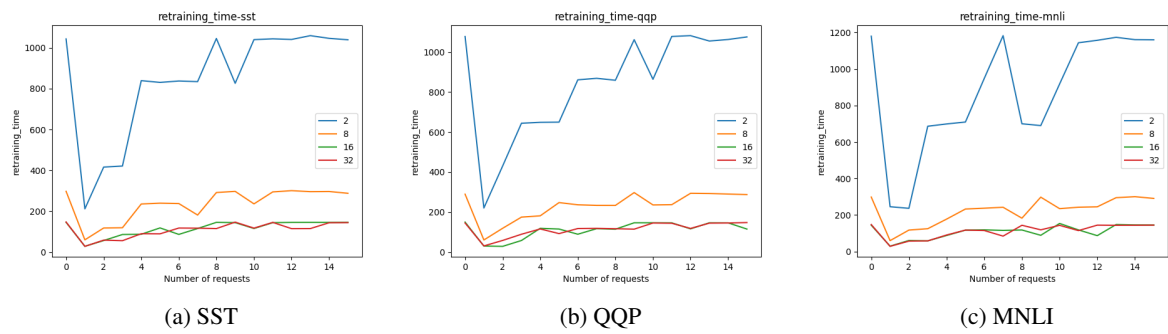 retraining_time-sst
retraining_time
1000
800
600
400
200
0
2
8
16
32
0 2 4 6 8 10 12 14
Number of requests
(a) SST
retraining_time-qqp
retraining_time
1000
800
600
400
200
0
2
8
16
32
0 2 4 6 8 10 12 14
Number of requests
(b) QQP
retraining_time-mnli
retraining_time
1200
1000
800
600
400
200
0
2
8
16
32
0 2 4 6 8 10 12 14
Number of requests
(c) MNLI